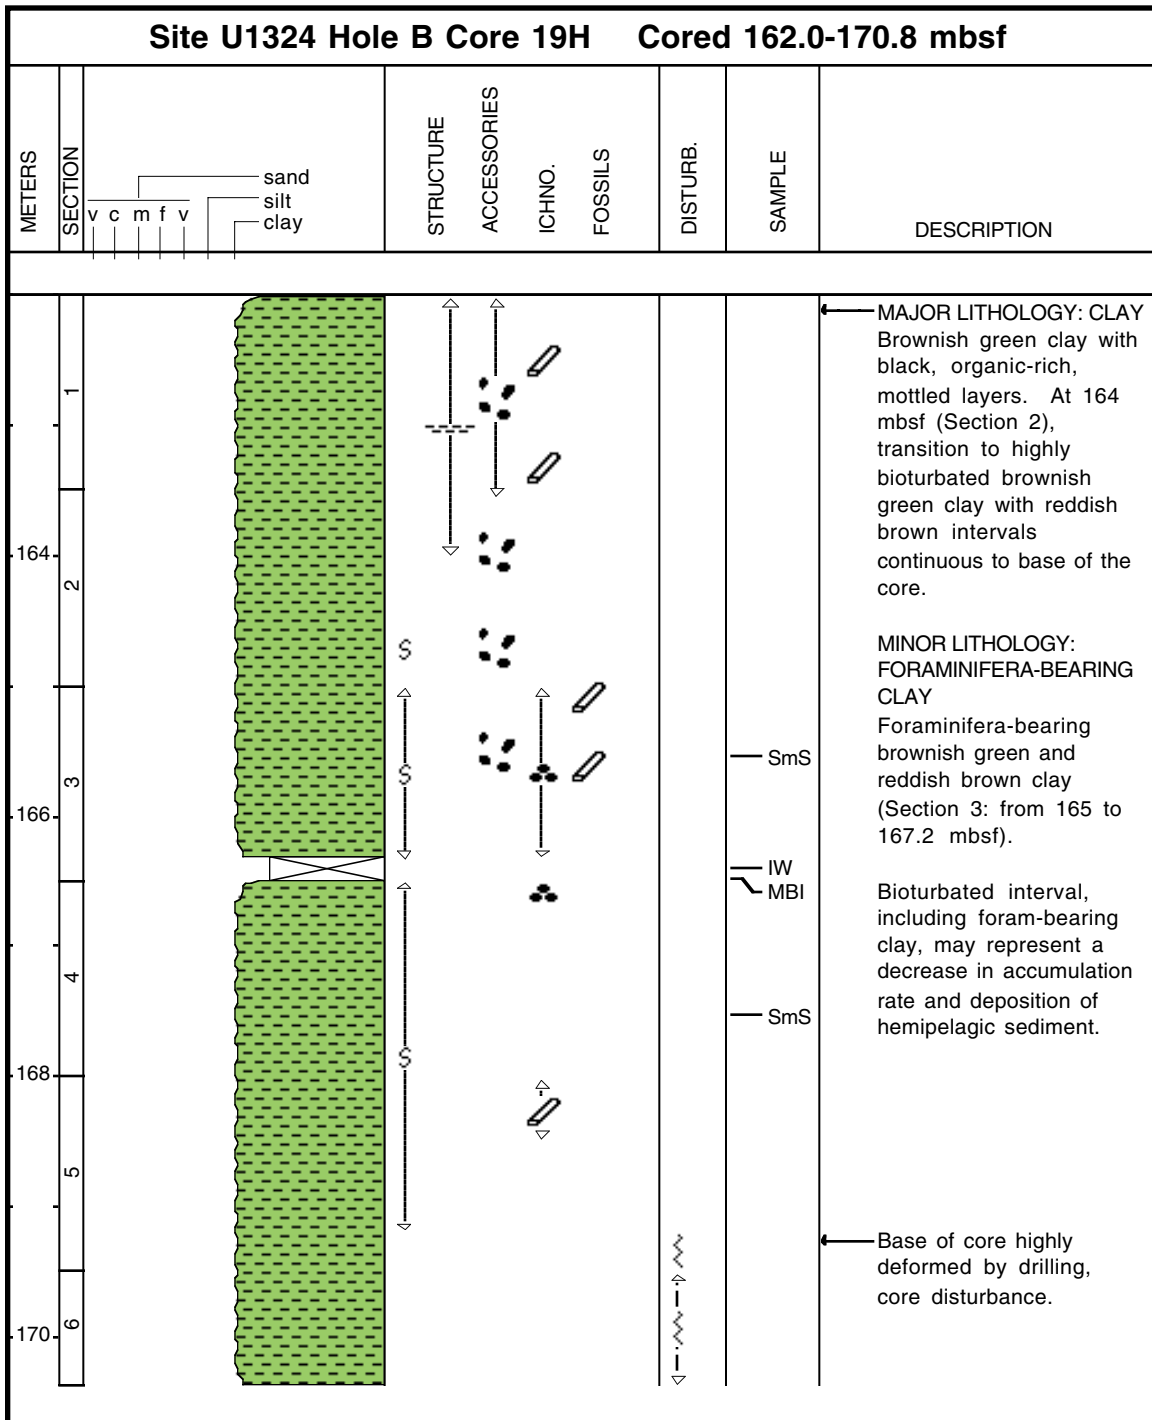 Site U1324 Hole B Core 19H Cored 162.0-170.8 mbsf
METERS
SECTION
v c m f v
sand
silt
clay
STRUCTURE
ACCESSORIES
ICHNO.
FOSSILS
DISTURB.
SAMPLE
DESCRIPTION
1
2
3
4
5
6
164
166
168
170
S
S
S
SmS
IW
MBI
SmS
MAJOR LITHOLOGY: CLAY
Brownish green clay with
black, organic-rich,
mottled layers. At 164
mbsf (Section 2),
transition to highly
bioturbated brownish
green clay with reddish
brown intervals
continuous to base of the
core.
MINOR LITHOLOGY:
FORAMINIFERA-BEARING
CLAY
Foraminifera-bearing
brownish green and
reddish brown clay
(Section 3: from 165 to
167.2 mbsf).
Bioturbated interval,
including foram-bearing
clay, may represent a
decrease in accumulation
rate and deposition of
hemipelagic sediment.
Base of core highly
deformed by drilling,
core disturbance.